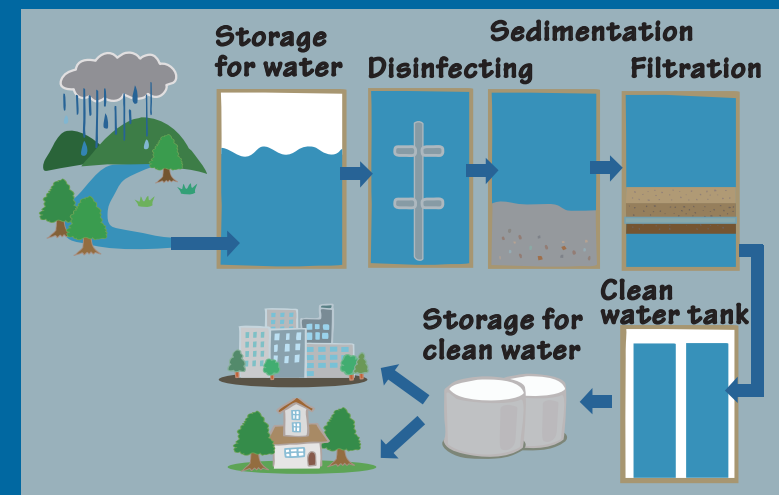 Storage
for water
Disinfecting
Sedimentation
Filtration
Clean
water tank
Storage for
clean water